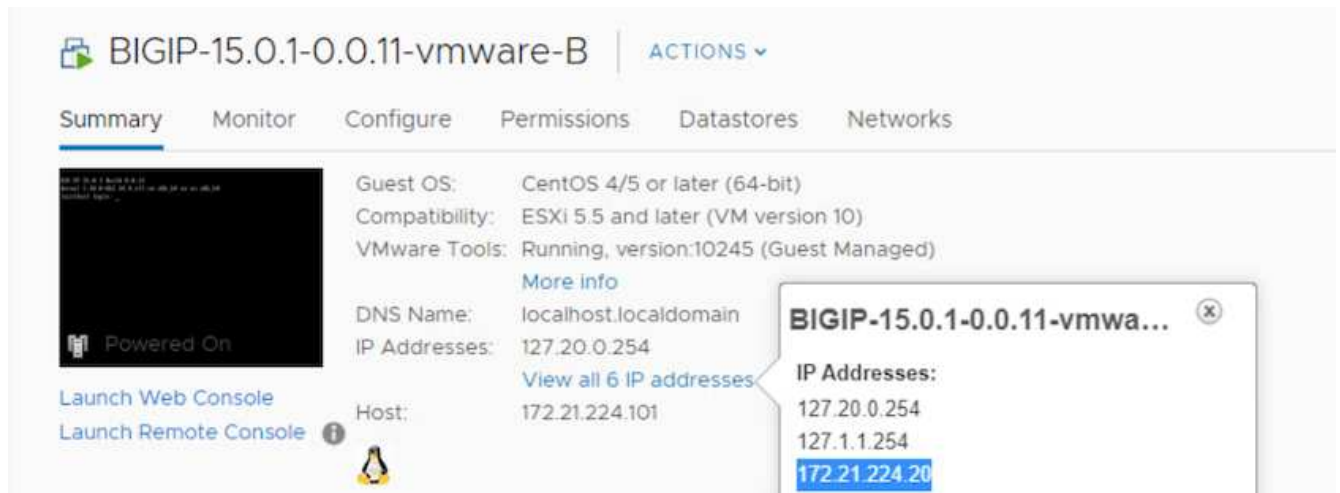 BIGIP-15.0.1-0.0.11-vmware-B
ACTIONS
Summary Monitor Configure Permissions Datastores Networks
Powered On
Launch Web Console
Launch Remote Console
Guest OS: CentOS 4/5 or later (64-bit)
Compatibility: ESXi 5.5 and later (VM version 10)
VMware Tools: Running, version:10245 (Guest Managed)
More info
DNS Name: localhost.localdomain
IP Addresses: 127.20.0.254
View all 6 IP addresses
Host: 172.21.224.101
BIGIP-15.0.1-0.0.11-vmwa...
IP Addresses:
127.20.0.254
127.1.1.254
172.21.224.20